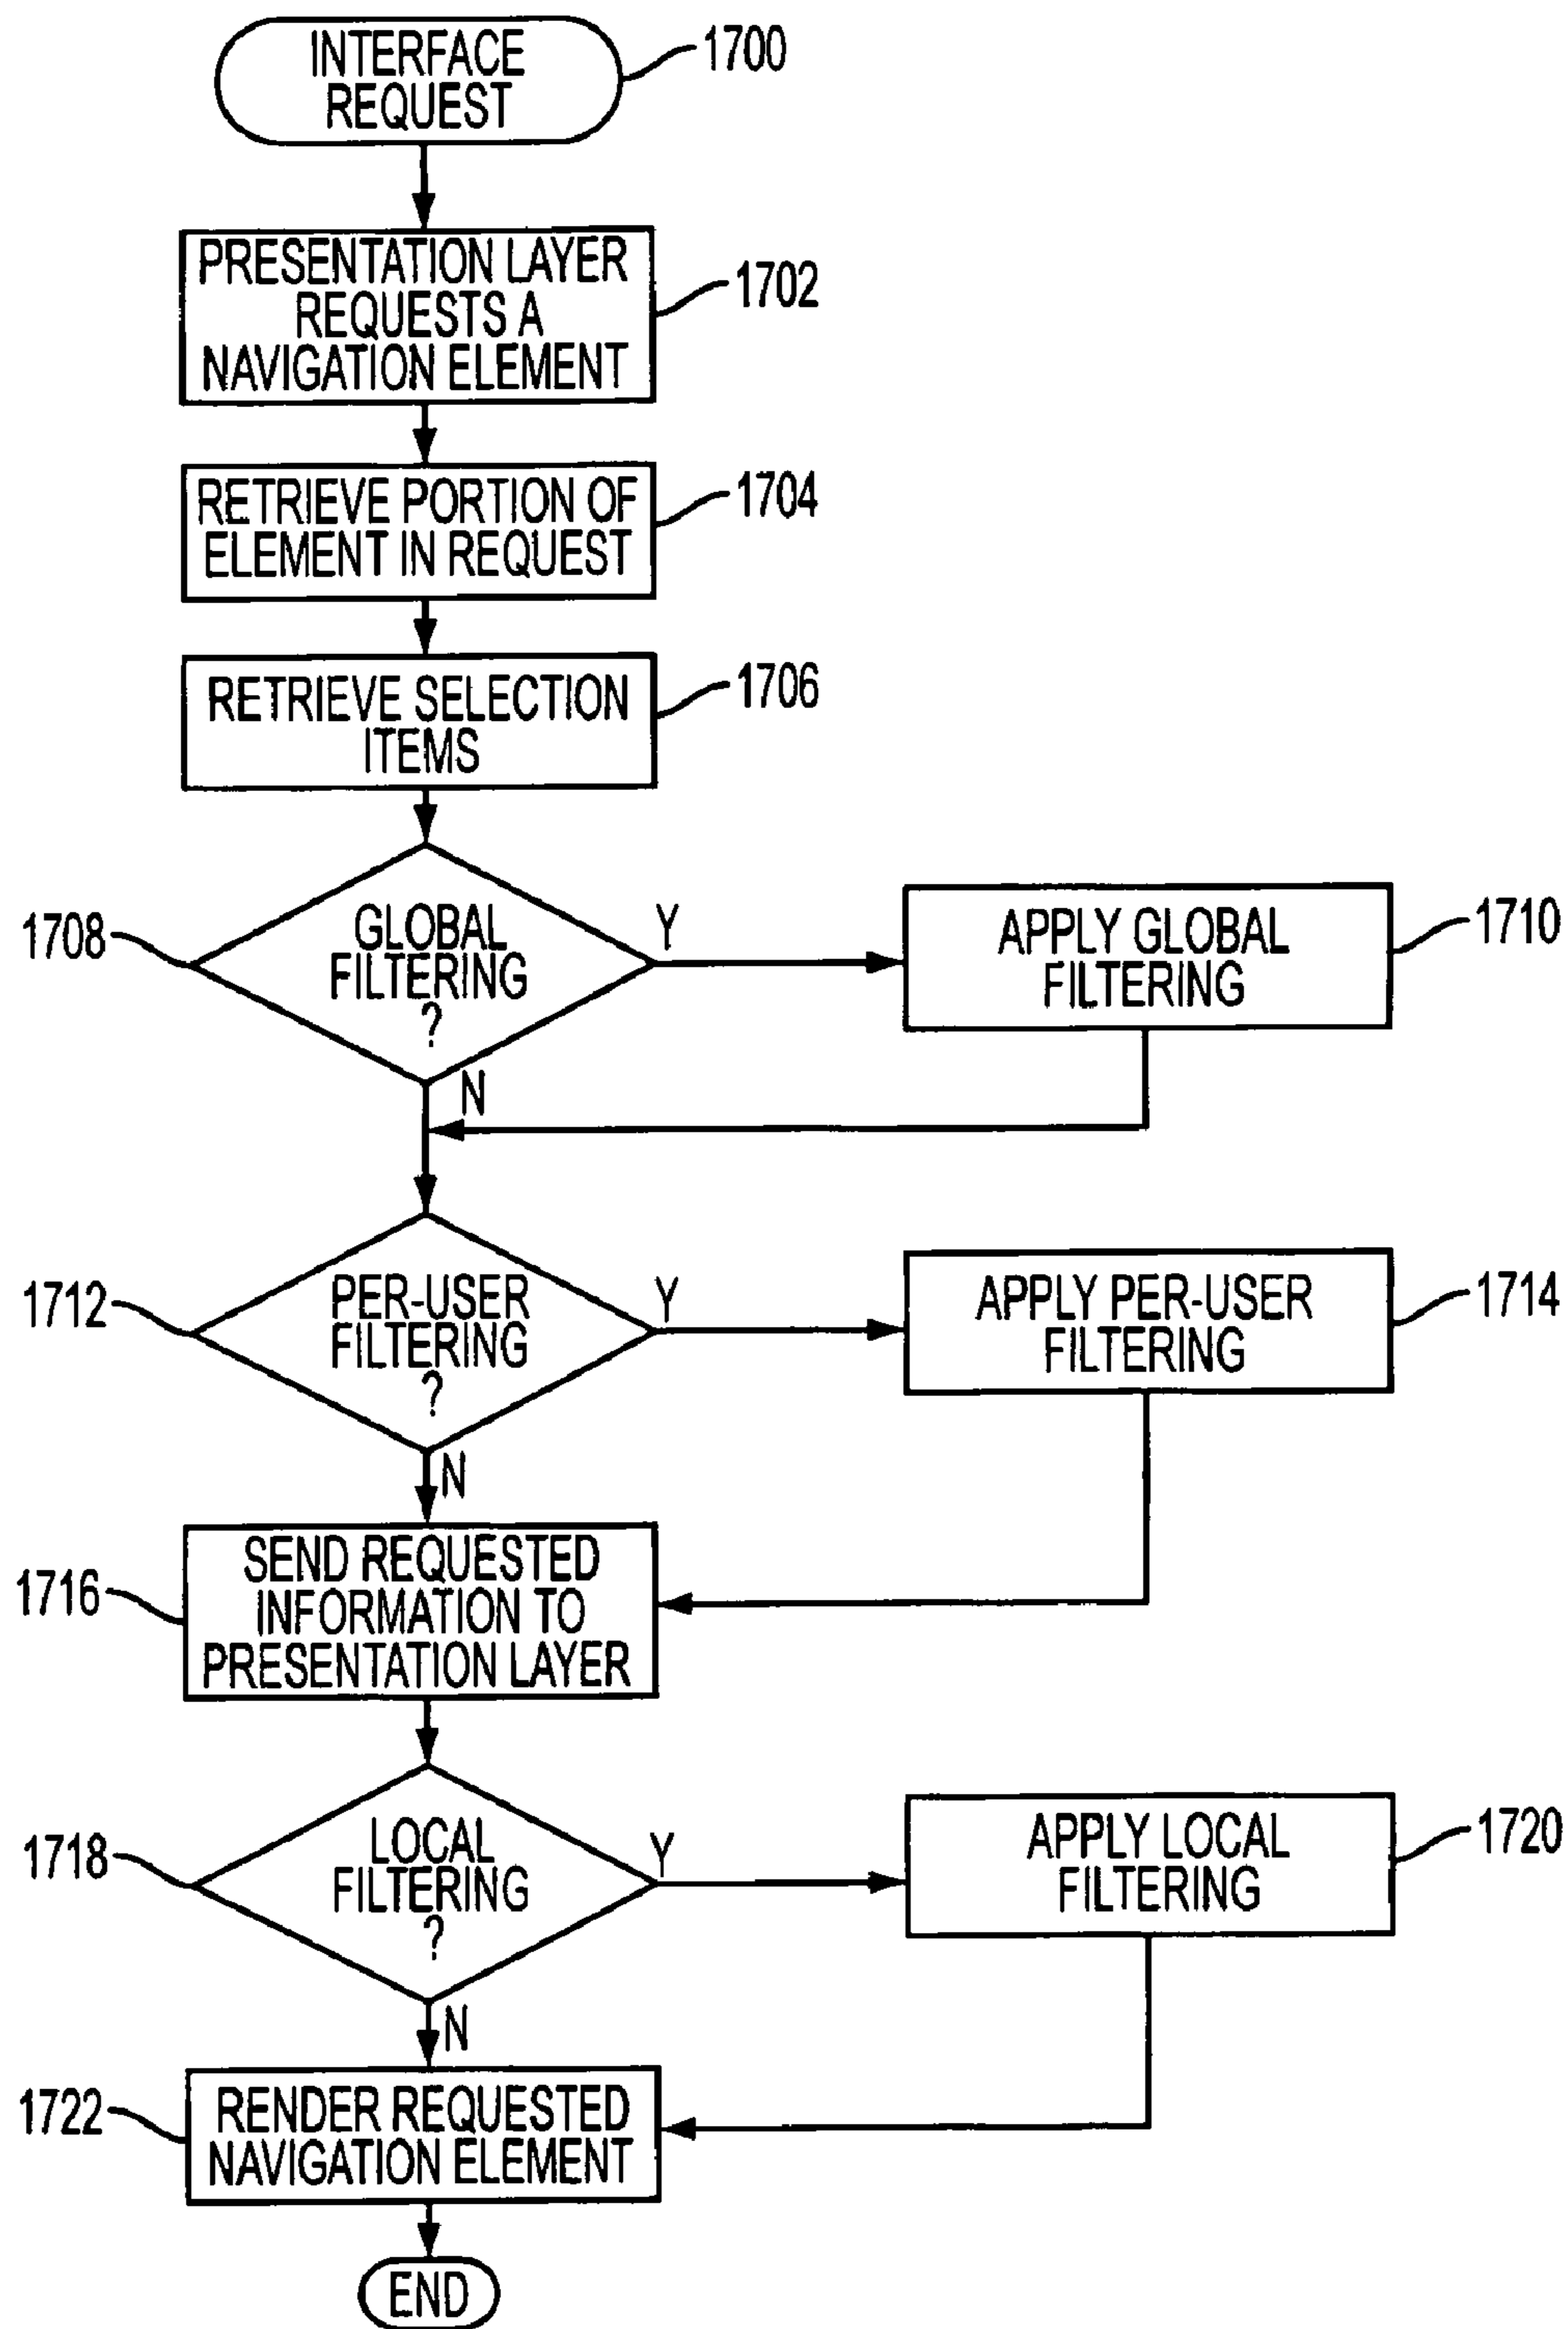 INTERFACE
REQUEST
1700
PRESENTATION LAYER
REQUESTS A
NAVIGATION ELEMENT
1702
RETRIEVE PORTION OF
ELEMENT IN REQUEST
1704
RETRIEVE SELECTION
ITEMS
1706
1708
GLOBAL
FILTERING
?
Y
N
APPLY GLOBAL
FILTERING
1710
1712
PER-USER
FILTERING
?
Y
N
APPLY PER-USER
FILTERING
1714
1716
SEND REQUESTED
INFORMATION TO
PRESENTATION LAYER
1718
LOCAL
FILTERING
?
Y
N
APPLY LOCAL
FILTERING
1720
1722
RENDER REQUESTED
NAVIGATION ELEMENT
END